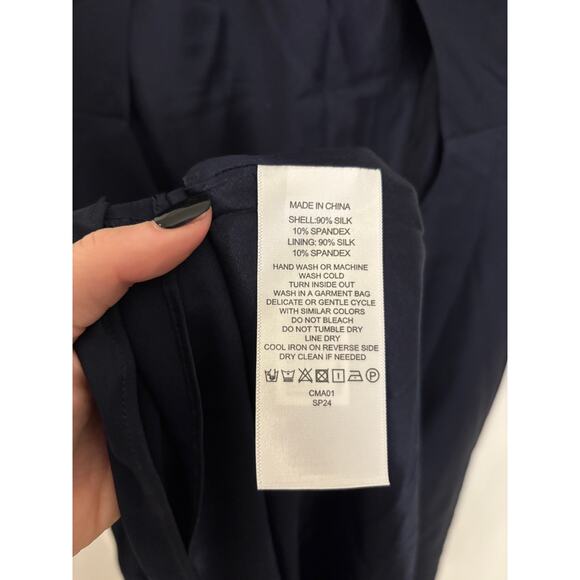 MADE IN CHINA
SHELL:90% SILK
10% SPANDEX
LINING: 90% SILK
10% SPANDEX
HAND WASH OR MACHINE
WASH COLD
TURN INSIDE OUT
WASH IN A GARMENT BAG
DELICATE OR GENTLE CYCLE
WITH SIMILAR COLORS
DO NOT BLEACH
DO NOT TUMBLE DRY
LINE DRY
COOL IRON ON REVERSE SIDE
DRY CLEAN IF NEEDED
CMA01
SP24